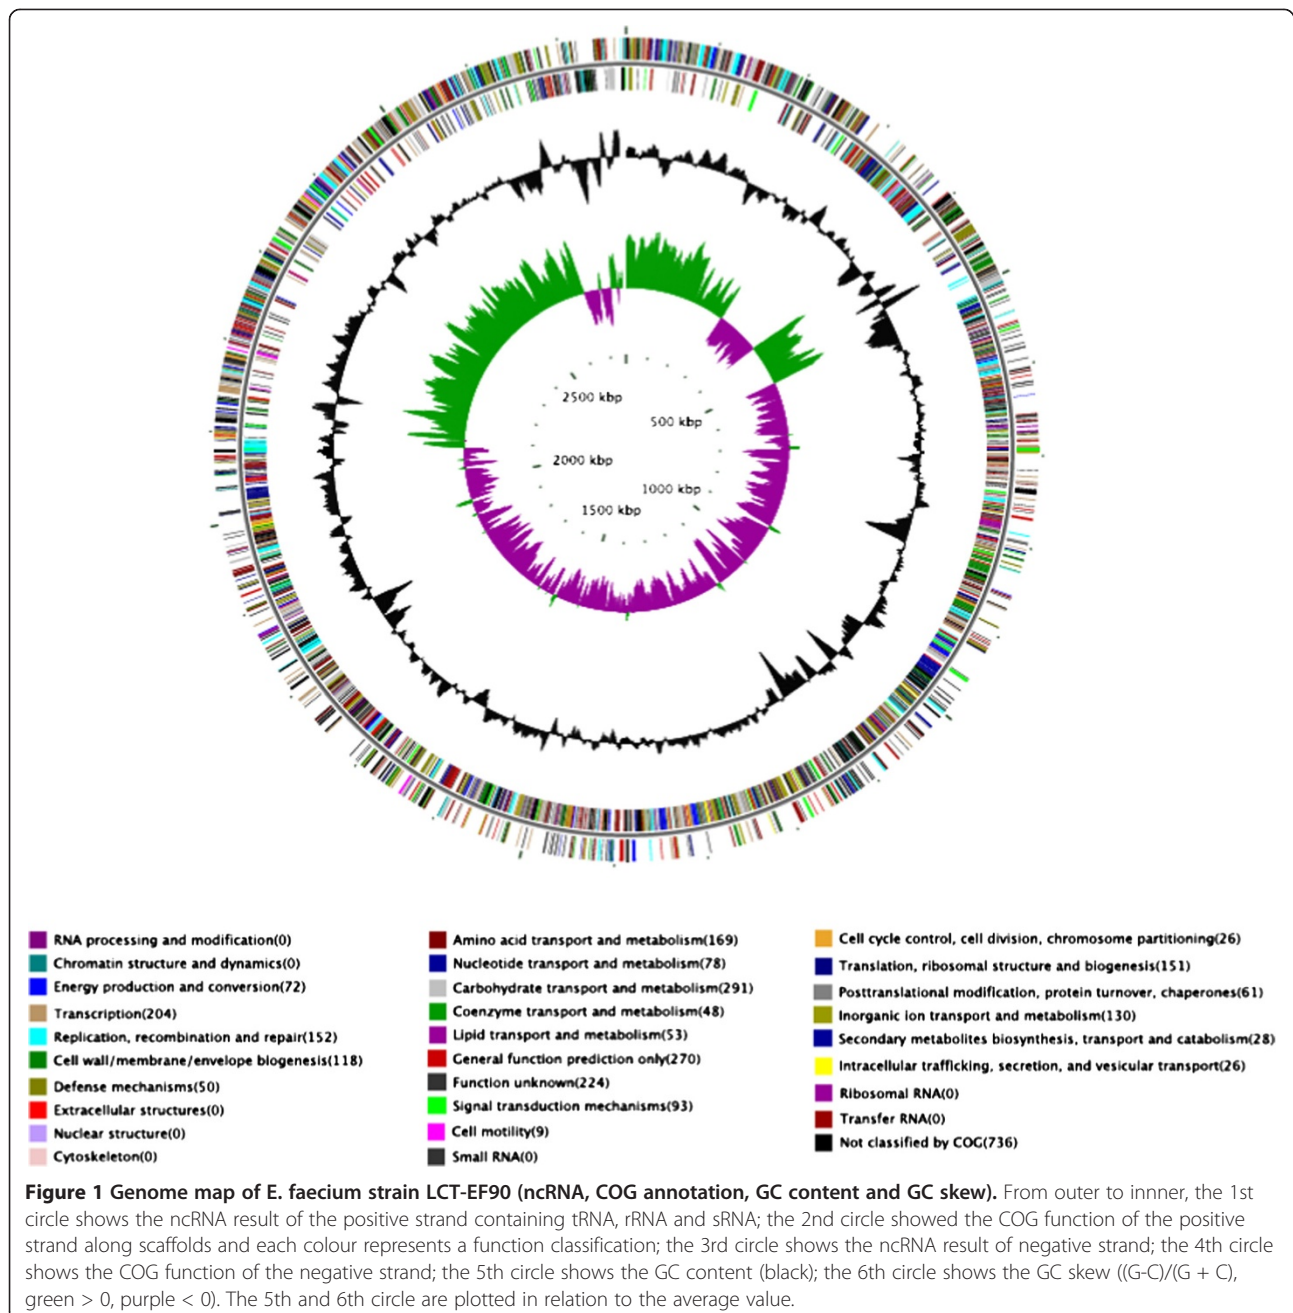 2500 kbp
500 kbp
2000 kbp
1000 kbp
1500 kbp
RNA processing and modification(0)
Chromatin structure and dynamics(0)
Energy production and conversion(72)
Transcription(204)
Replication, recombination and repair(152)
Cell wall/membrane/envelope biogenesis(118)
Defense mechanisms(50)
Extracellular structures(0)
Nuclear structure(0)
Cytoskeleton(0)
Amino acid transport and metabolism(169)
Nucleotide transport and metabolism(78)
Carbohydrate transport and metabolism(291)
Coenzyme transport and metabolism(48)
Lipid transport and metabolism(53)
General function prediction only(270)
Function unknown(224)
Signal transduction mechanisms(93)
Cell motility(9)
Small RNA(0)
Cell cycle control, cell division, chromosome partitioning(26)
Translation, ribosomal structure and biogenesis(151)
Posttranslational modification, protein turnover, chaperones(61)
Inorganic ion transport and metabolism(130)
Secondary metabolites biosynthesis, transport and catabolism(28)
Intracellular trafficking, secretion, and vesicular transport(26)
Ribosomal RNA(0)
Transfer RNA(0)
Not classified by COG(736)
Figure 1 Genome map of E. faecium strain LCT-EF90 (ncRNA, COG annotation, GC content and GC skew). From outer to innner, the 1st
circle shows the ncRNA result of the positive strand containing tRNA, rRNA and sRNA; the 2nd circle showed the COG function of the positive
strand along scaffolds and each colour represents a function classification; the 3rd circle shows the ncRNA result of negative strand; the 4th circle
shows the COG function of the negative strand; the 5th circle shows the GC content (black); the 6th circle shows the GC skew ((G-C)/(G + C),
green > 0, purple < 0). The 5th and 6th circle are plotted in relation to the average value.